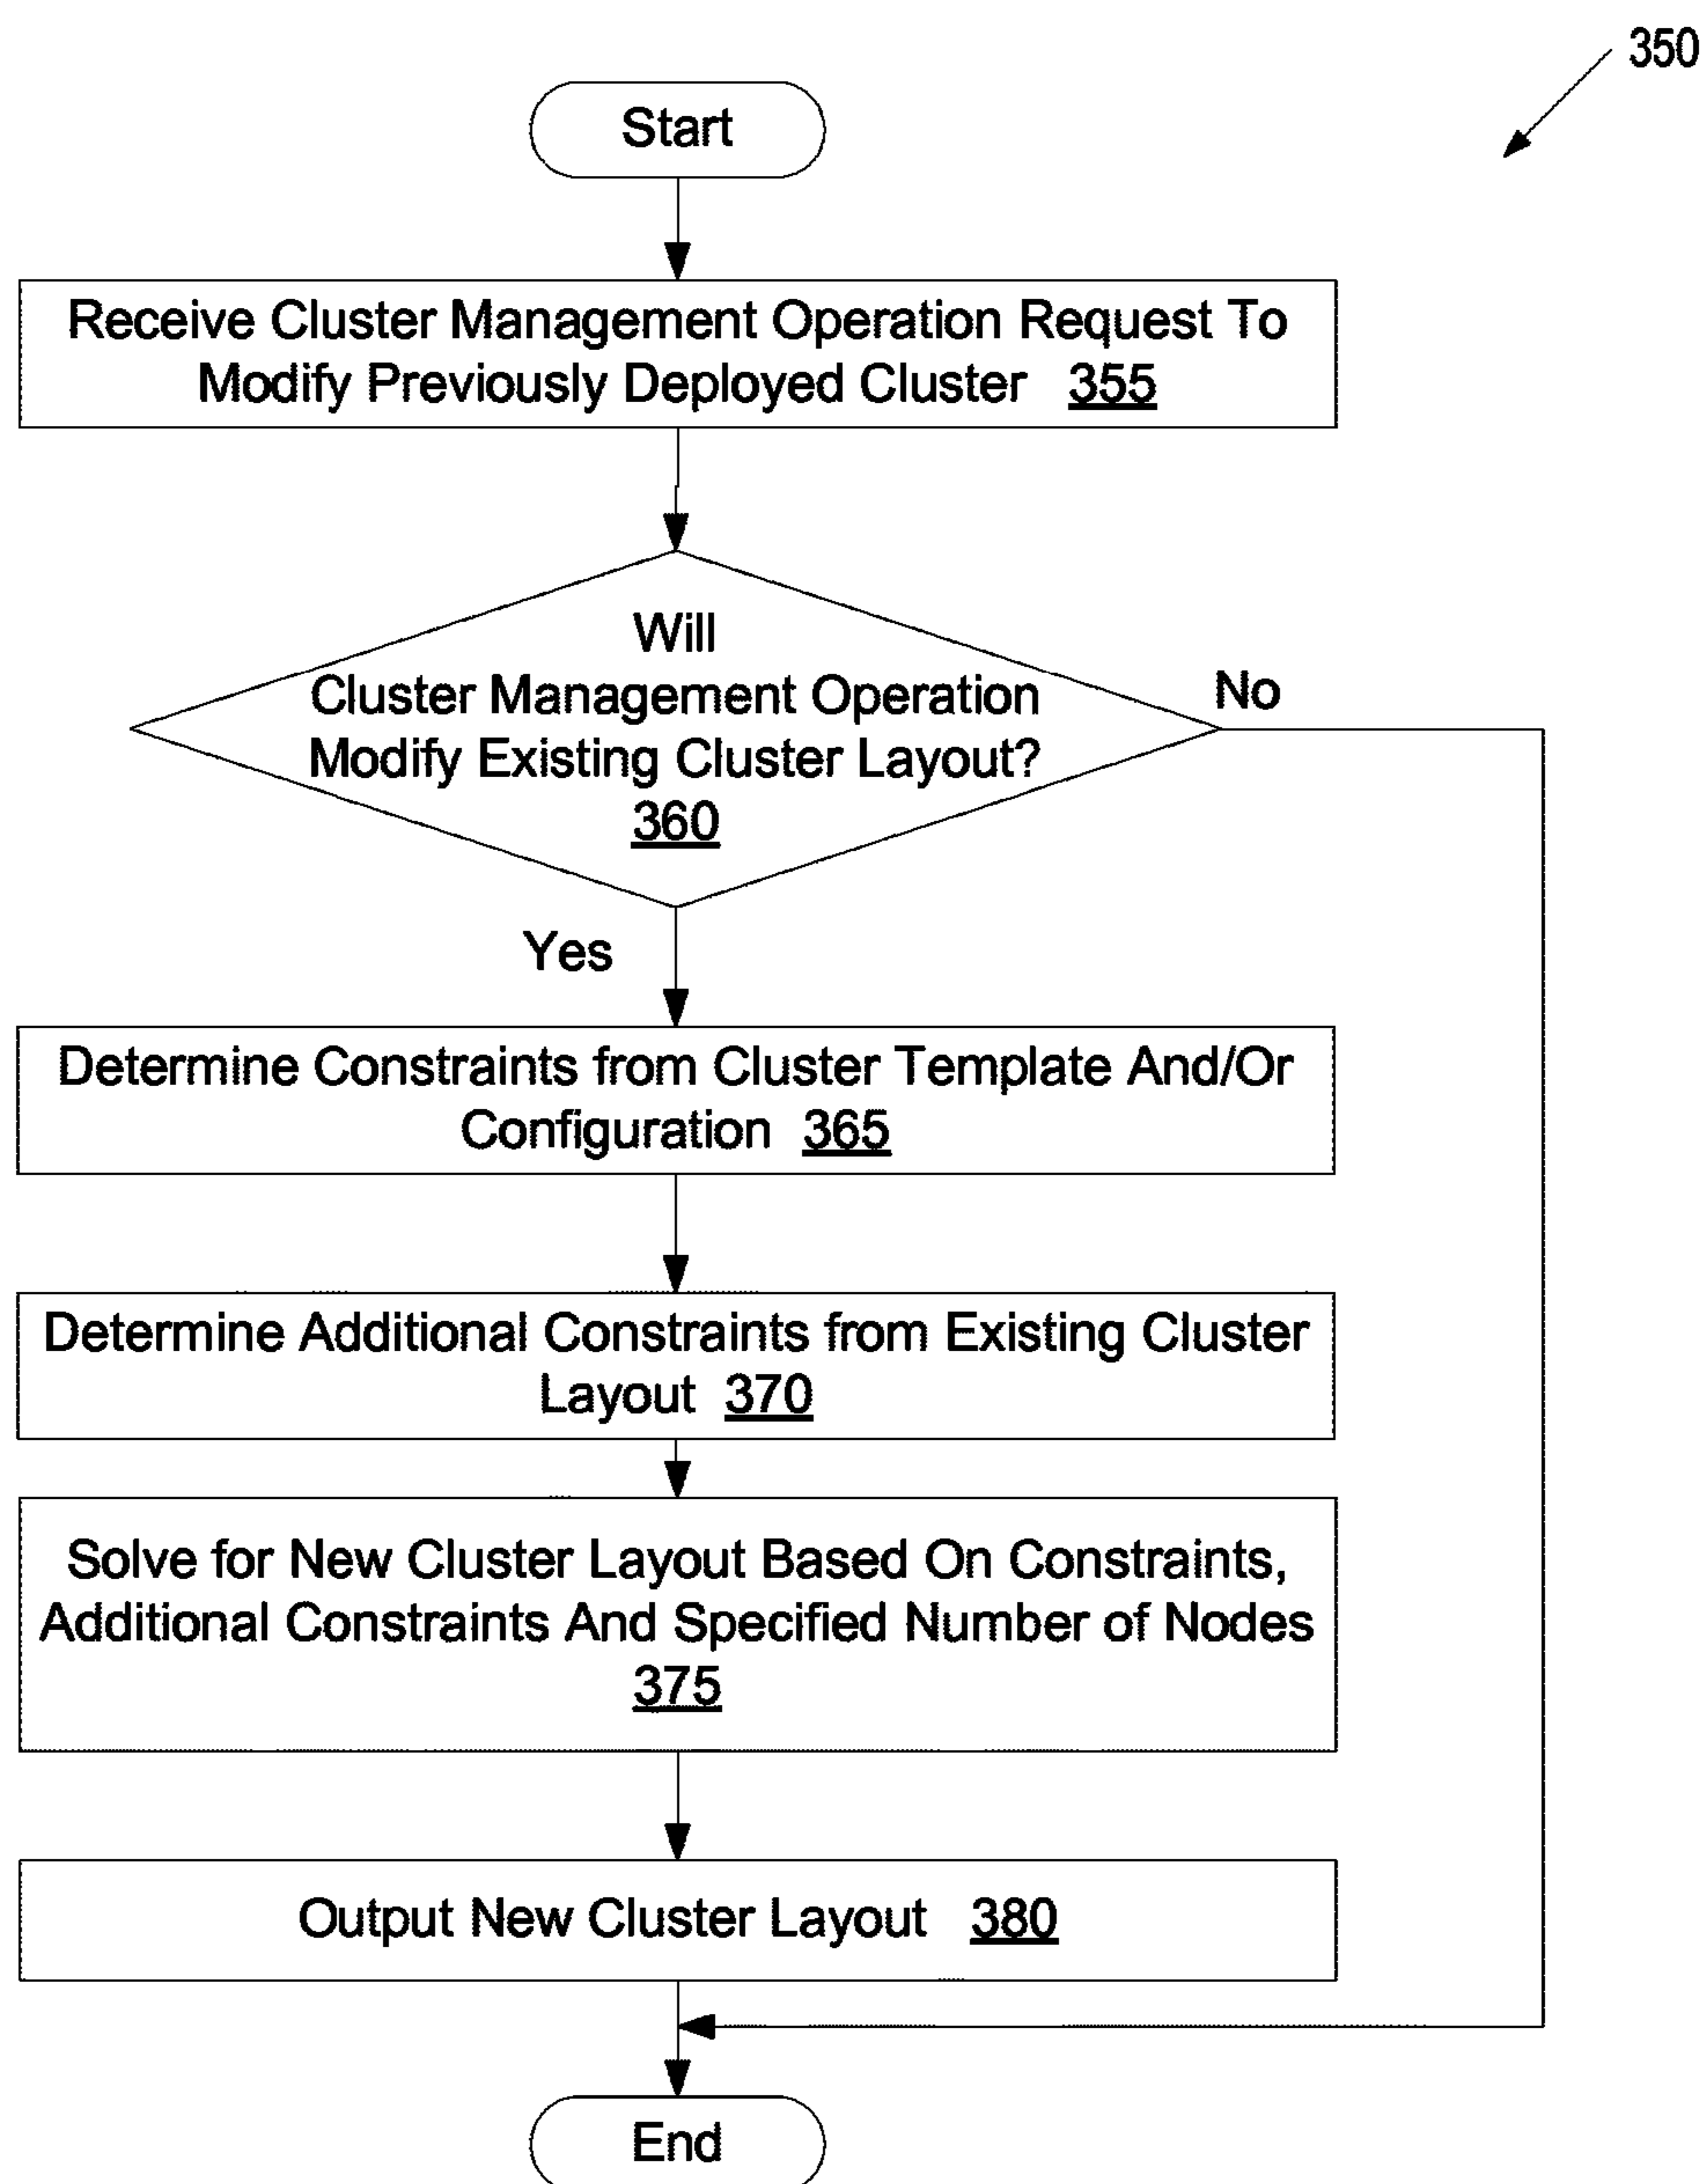 350
Start
Receive Cluster Management Operation Request To
Modify Previously Deployed Cluster 355
Will
Cluster Management Operation
Modify Existing Cluster Layout?
360
No
Yes
Determine Constraints from Cluster Template And/Or
Configuration 365
Determine Additional Constraints from Existing Cluster
Layout 370
Solve for New Cluster Layout Based On Constraints,
Additional Constraints And Specified Number of Nodes
375
Output New Cluster Layout 380
End